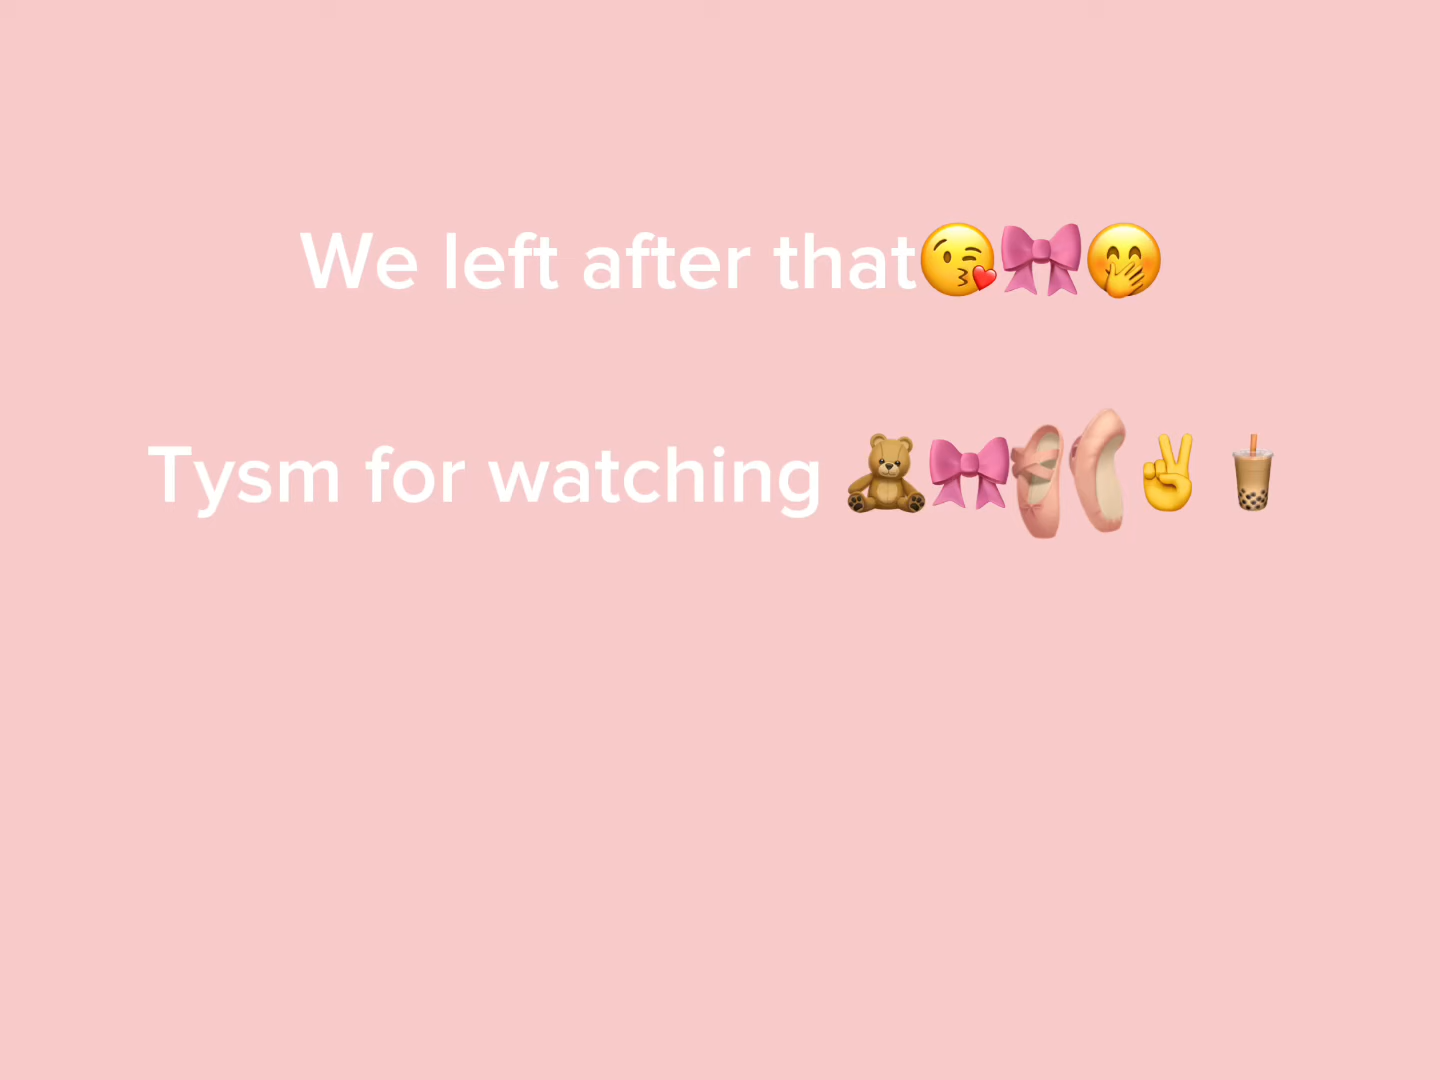 We left after that😘🎀🤭
Tysm for watching 🧸🎀🩰✌️🧋